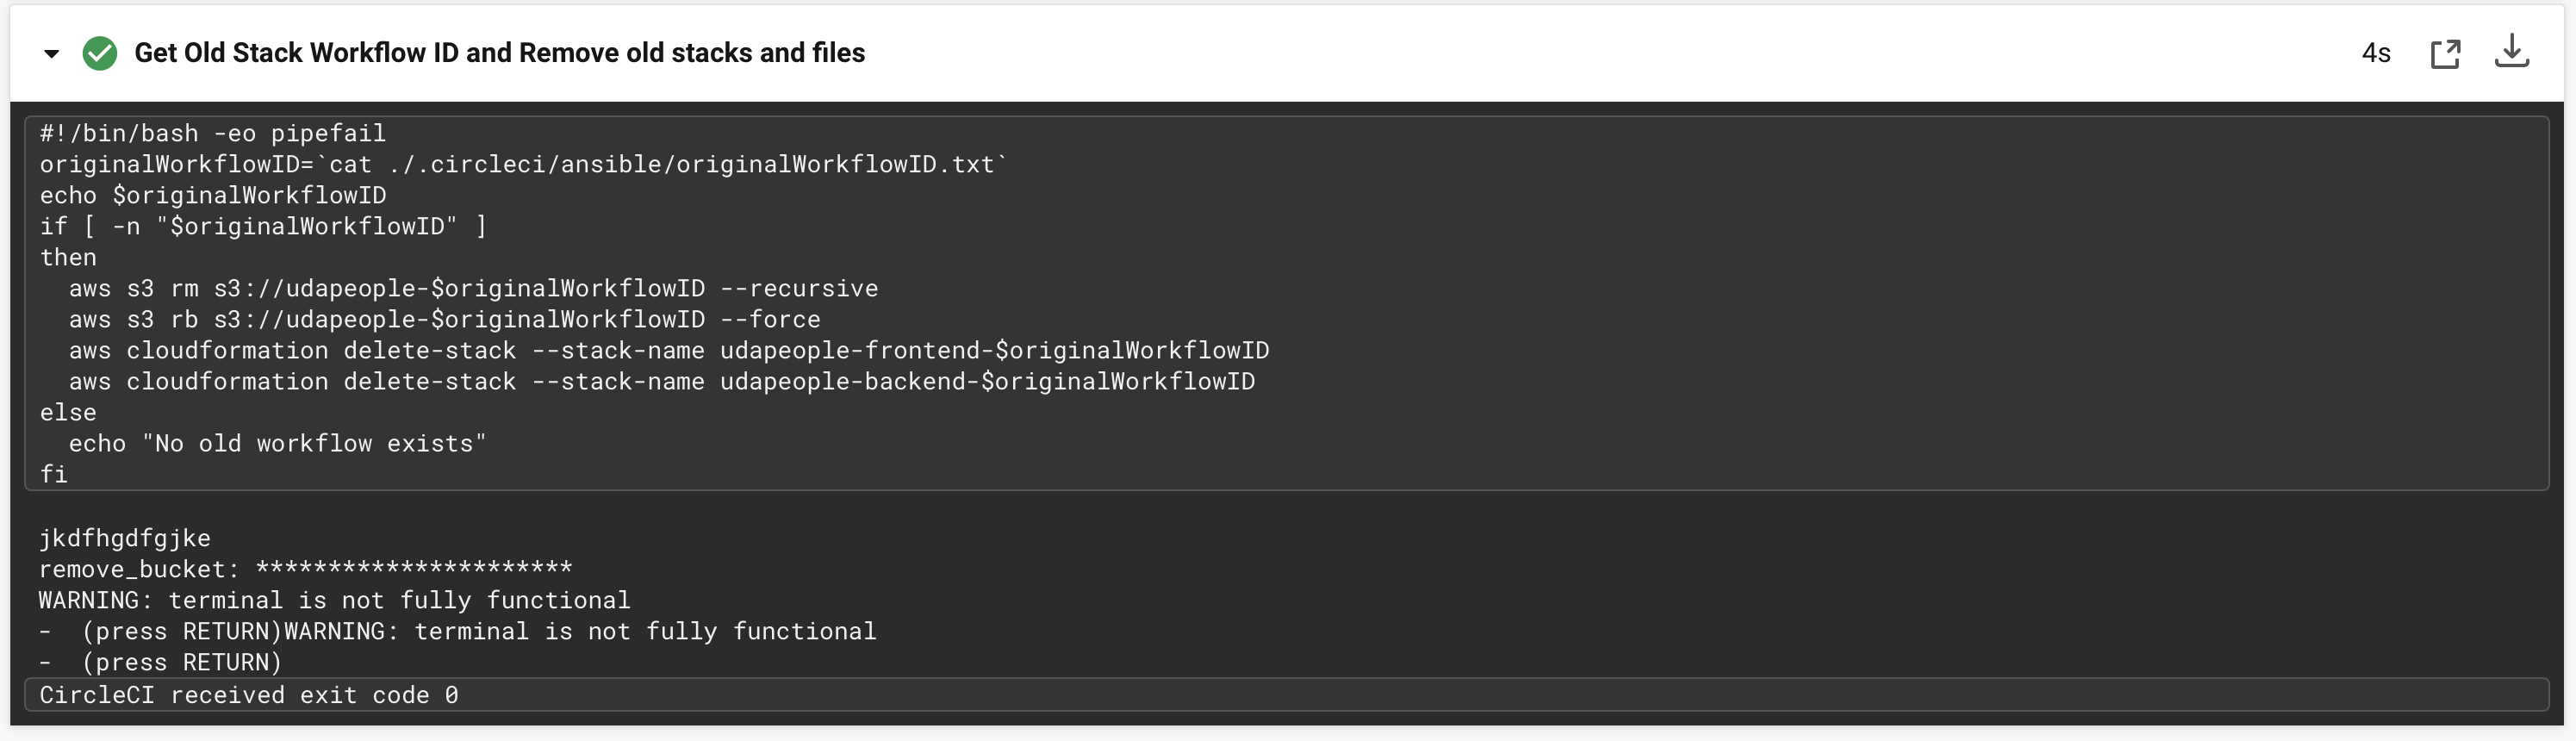 Get Old Stack Workflow ID and Remove old stacks and files
4s
#!/bin/bash -eo pipefail
originalWorkflowID=`cat ./.circleci/ansible/originalWorkflowID.txt`
echo $originalWorkflowID
if [ -n "$originalWorkflowID" ]
then
  aws s3 rm s3://udapeople-$originalWorkflowID --recursive
  aws s3 rb s3://udapeople-$originalWorkflowID --force
  aws cloudformation delete-stack --stack-name udapeople-frontend-$originalWorkflowID
  aws cloudformation delete-stack --stack-name udapeople-backend-$originalWorkflowID
else
  echo "No old workflow exists"
fi
jkdfhgdfgjke
remove_bucket: **********************
WARNING: terminal is not fully functional
-  (press RETURN)WARNING: terminal is not fully functional
-  (press RETURN)
CircleCI received exit code 0